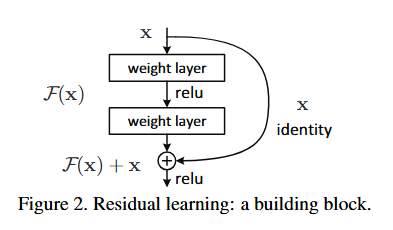 x
weight layer
relu
F(x)
weight layer
x
identity
F(x) + x
relu
Figure 2. Residual learning: a building block.